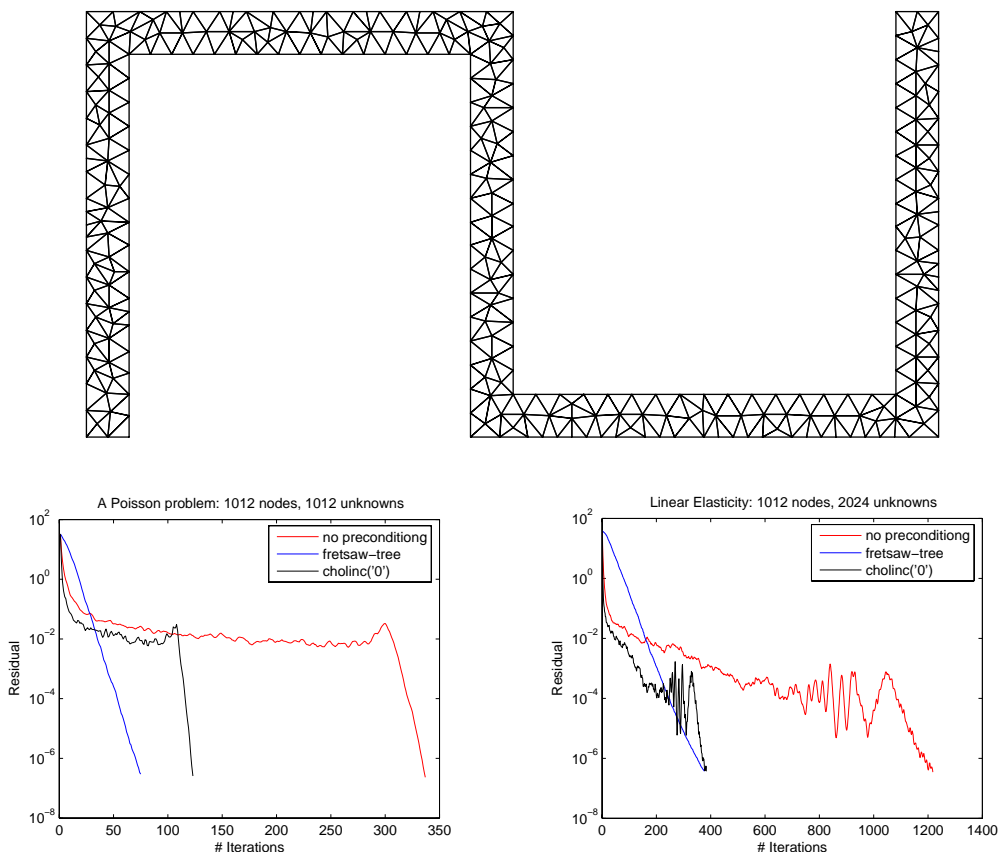 A Poisson problem: 1012 nodes, 1012 unknowns
10^2
10^0
10^−2
10^−4
10^−6
10^−8
Residual
no preconditiong
fretsaw−tree
cholinc('0')
0 50 100 150 200 250 300 350
# Iterations
Linear Elasticity: 1012 nodes, 2024 unknowns
10^2
10^0
10^−2
10^−4
10^−6
10^−8
Residual
no preconditiong
fretsaw−tree
cholinc('0')
0 200 400 600 800 1000 1200 1400
# Iterations